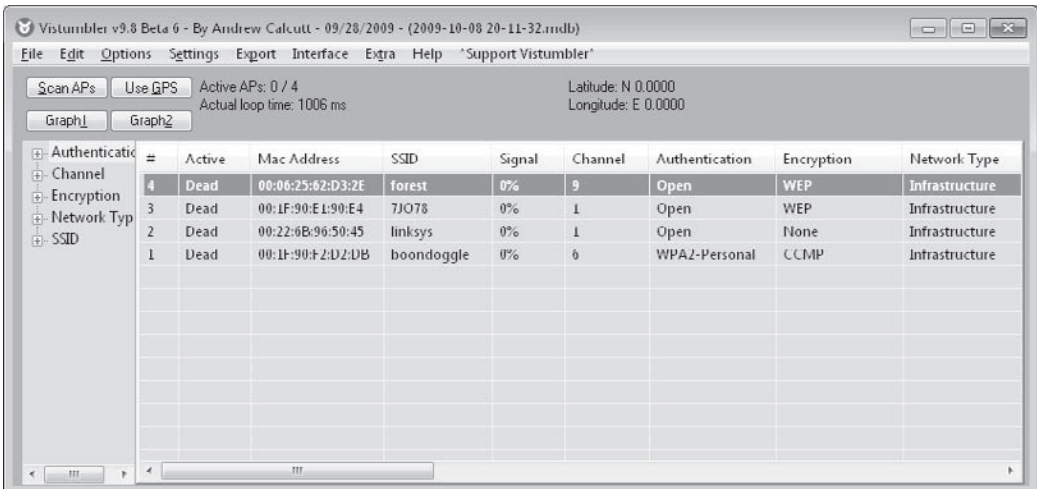 Vistumbler v9.8 Beta 6 - By Andrew Calcutt - 09/28/2009 - (2009-10-08 20-11-32.mdb)
File Edit Options Settings Export Interface Extra Help *Support Vistumbler*
Scan APs Use GPS Active APs: 0 / 4 Latitude: N 0.0000
Actual loop time: 1006 ms Longitude: E 0.0000
Graph1 Graph2
Authenticatic
Channel
Encryption
Network Typ
SSID
# Active Mac Address SSID Signal Channel Authentication Encryption Network Type
4 Dead 00:06:25:62:D3:2E forest 0% 9 Open WEP Infrastructure
3 Dead 00:1F:90:E1:90:E4 7JO78 0% 1 Open WEP Infrastructure
2 Dead 00:22:6B:96:50:45 linksys 0% 1 Open None Infrastructure
1 Dead 00:1F:90:F2:D2:DB boondoggle 0% 6 WPA2-Personal CCMP Infrastructure